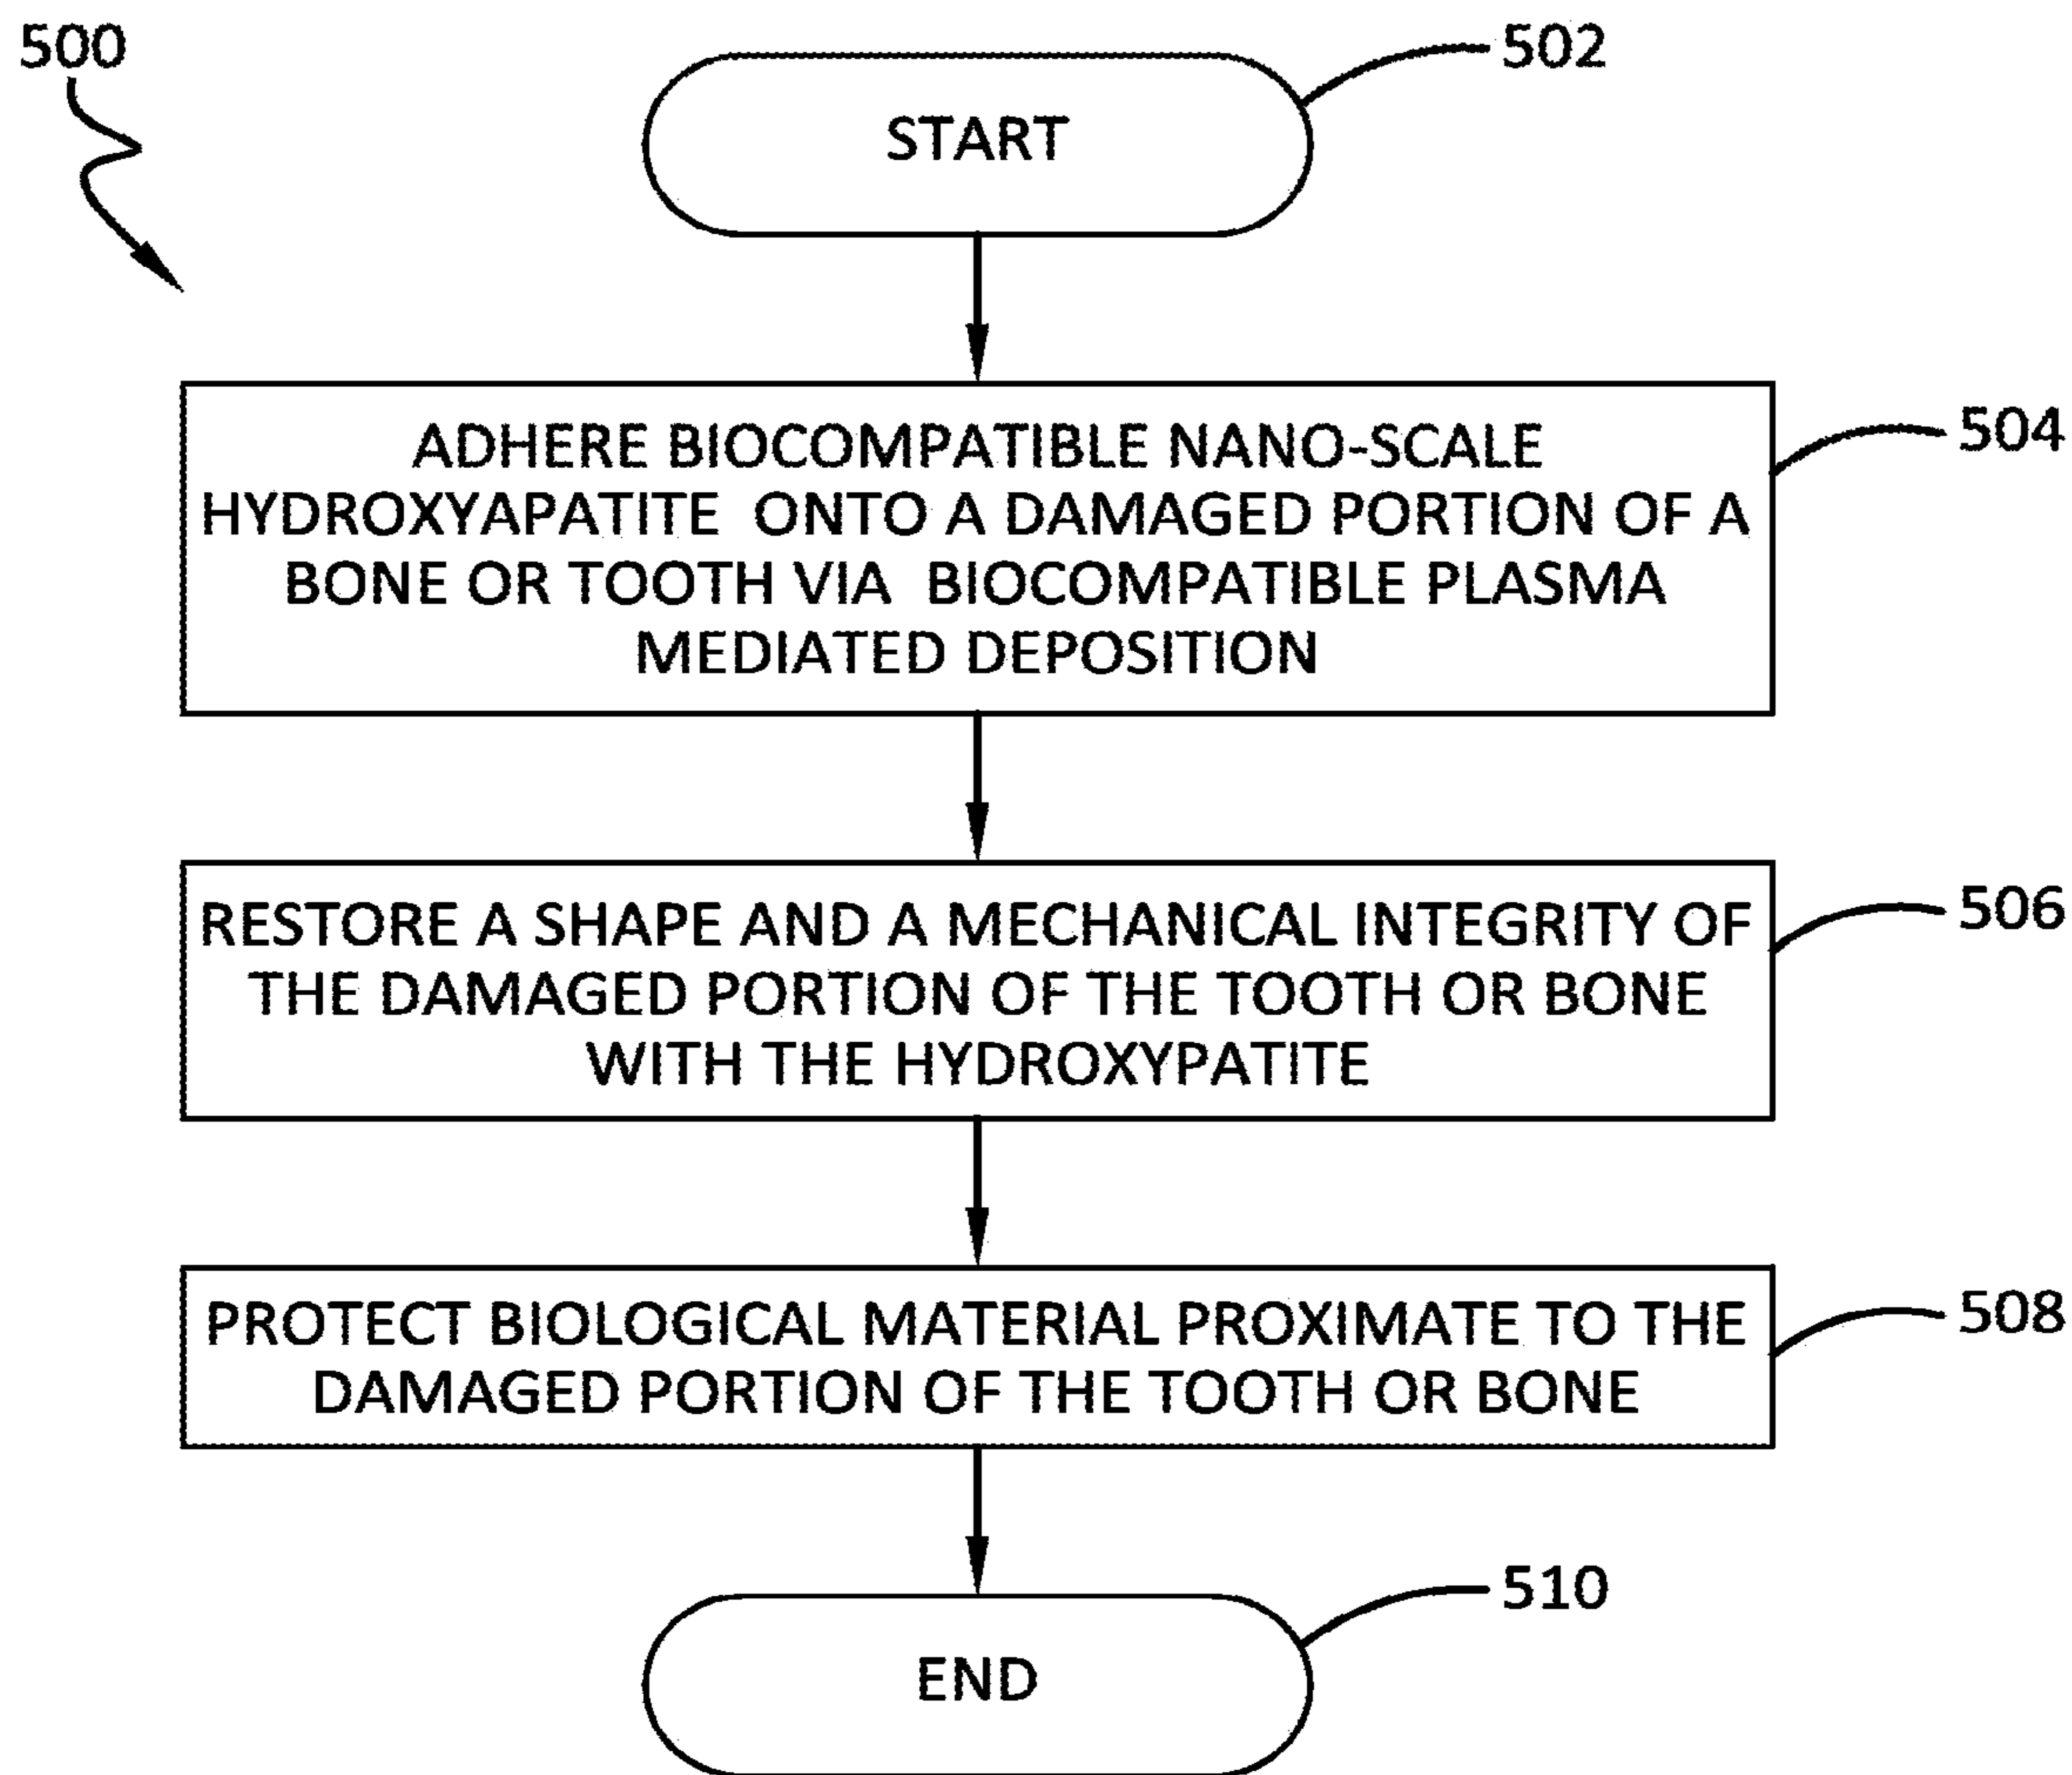 500
502
START
504
ADHERE BIOCOMPATIBLE NANO-SCALE
HYDROXYAPATITE ONTO A DAMAGED PORTION OF A
BONE OR TOOTH VIA BIOCOMPATIBLE PLASMA
MEDIATED DEPOSITION
506
RESTORE A SHAPE AND A MECHANICAL INTEGRITY OF
THE DAMAGED PORTION OF THE TOOTH OR BONE
WITH THE HYDROXYPATITE
508
PROTECT BIOLOGICAL MATERIAL PROXIMATE TO THE
DAMAGED PORTION OF THE TOOTH OR BONE
510
END